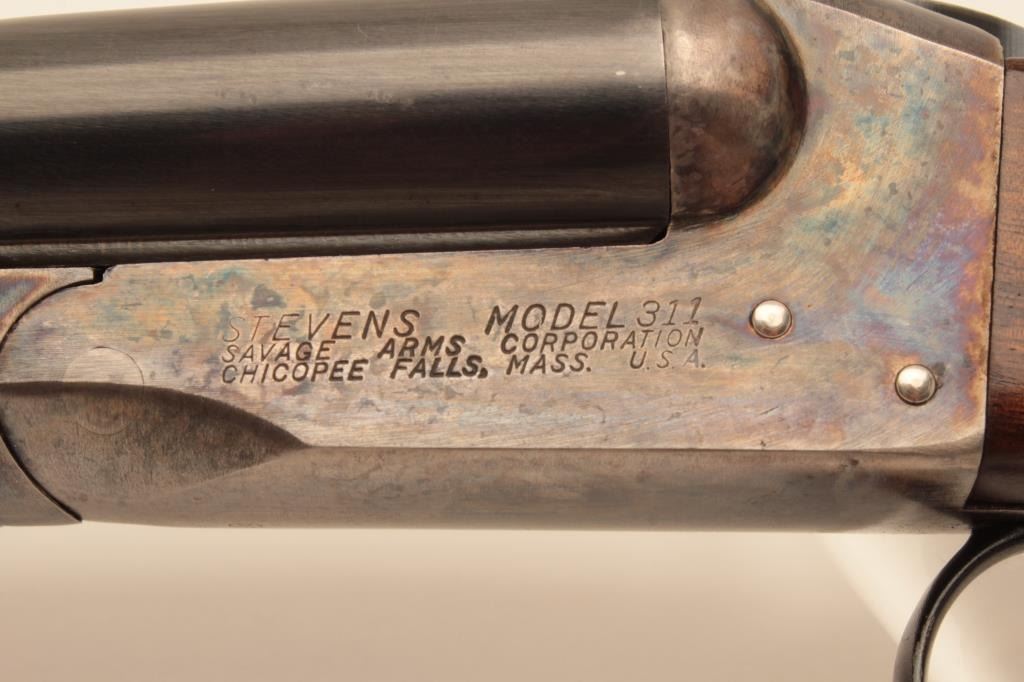 STEVENS MODEL 311
SAVAGE ARMS CORPORATION
CHICOPEE FALLS, MASS. U.S.A.